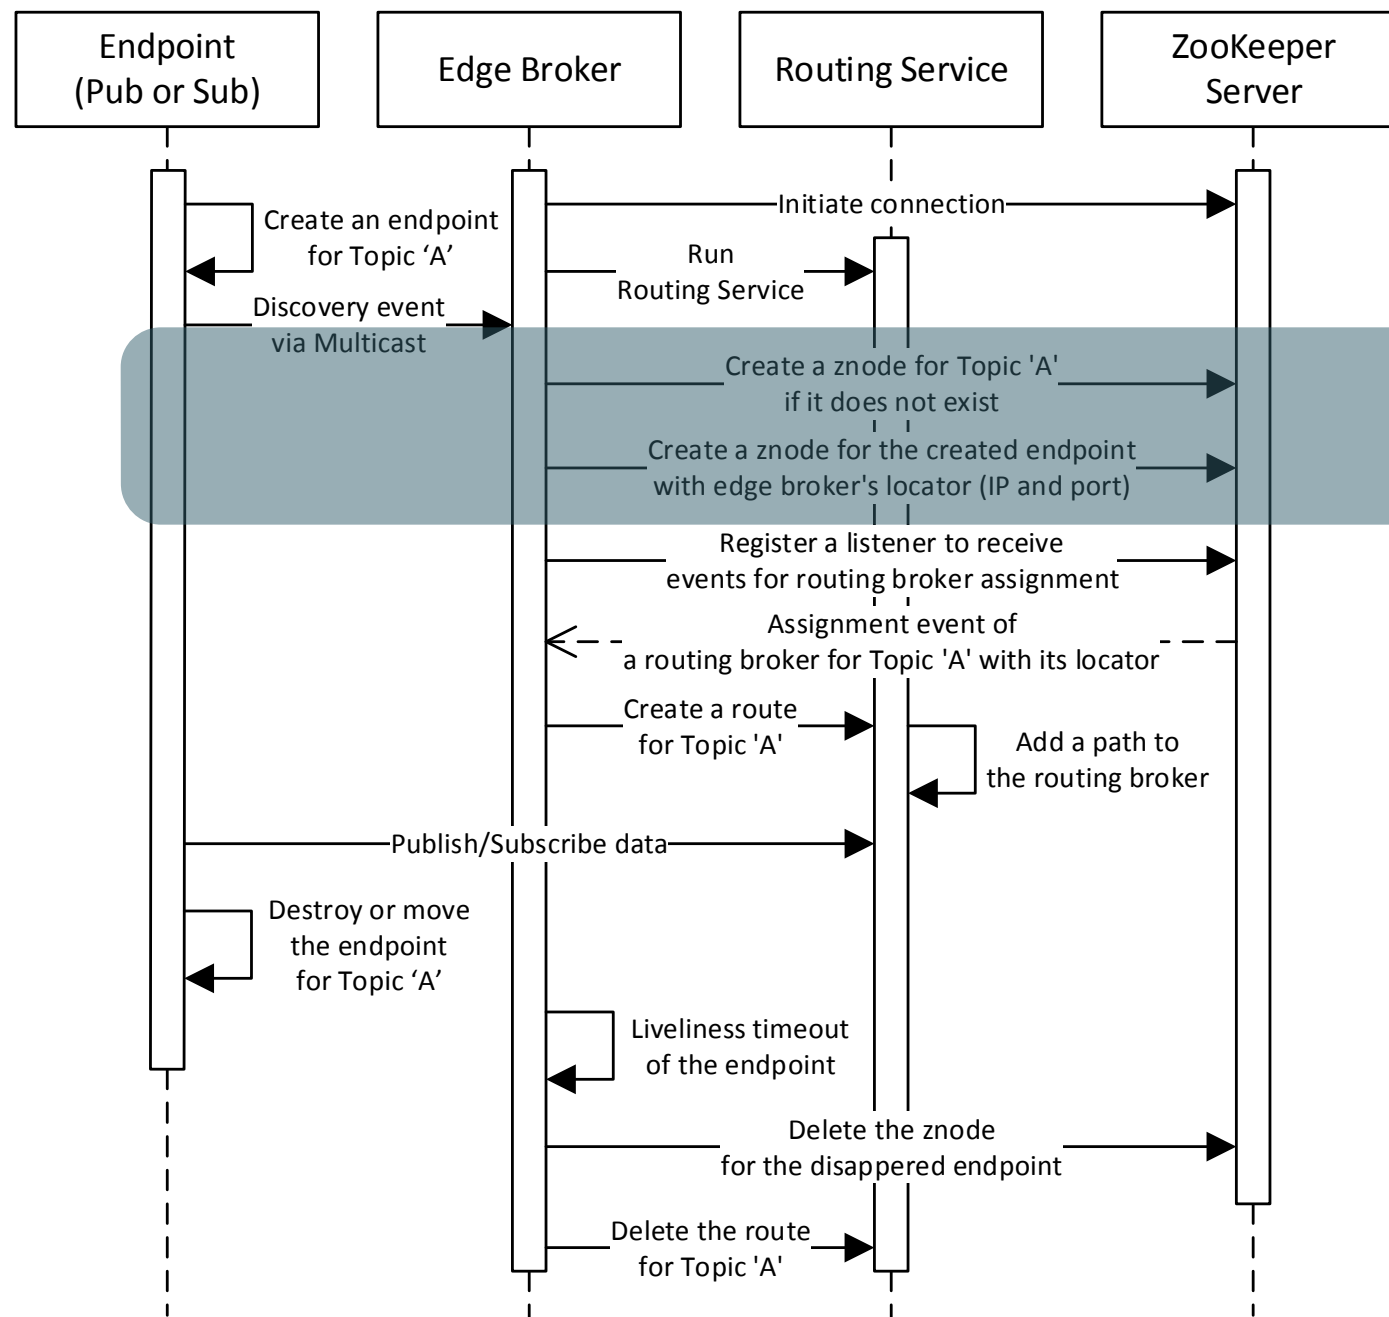 Endpoint
(Pub or Sub)
Edge Broker
Routing Service
ZooKeeper
Server
Initiate connection
Create an endpoint
for Topic ‘A’
Run
Routing Service
Discovery event
via Multicast
Create a znode for Topic 'A'
if it does not exist
Create a znode for the created endpoint
with edge broker's locator (IP and port)
Register a listener to receive
events for routing broker assignment
Assignment event of
a routing broker for Topic 'A' with its locator
Create a route
for Topic 'A'
Add a path to
the routing broker
Publish/Subscribe data
Destroy or move
the endpoint
for Topic ‘A’
Liveliness timeout
of the endpoint
Delete the znode
for the disappered endpoint
Delete the route
for Topic 'A'